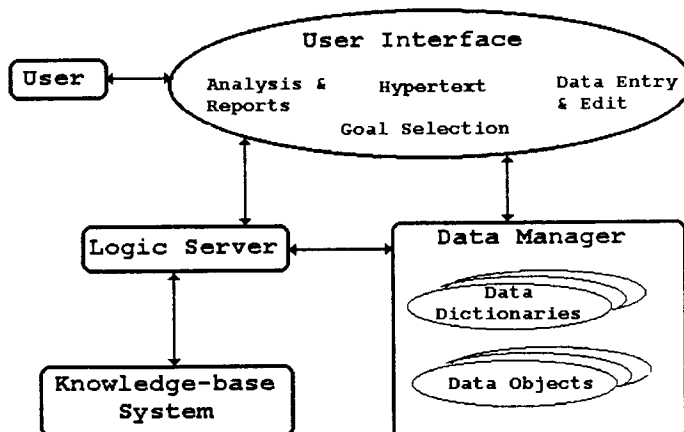 User Interface
User
Analysis &
Reports
Hypertext
Data Entry
& Edit
Goal Selection
Logic Server
Data Manager
Data
Dictionaries
Data Objects
Knowledge-base
System